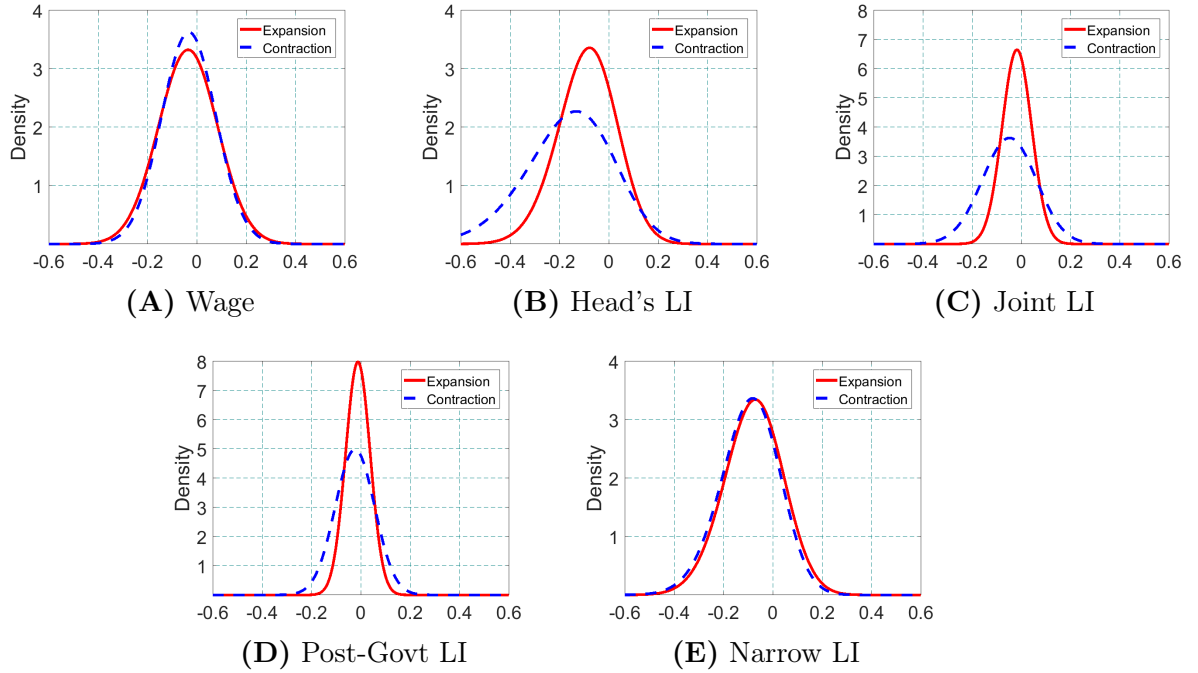 4
3
2
1
Density
Expansion
Contraction
-0.6 -0.4 -0.2 0 0.2 0.4 0.6
(A) Wage
4
3
2
1
Density
Expansion
Contraction
-0.6 -0.4 -0.2 0 0.2 0.4 0.6
(B) Head's LI
8
7
6
5
4
3
2
1
Density
Expansion
Contraction
-0.6 -0.4 -0.2 0 0.2 0.4 0.6
(C) Joint LI
8
7
6
5
4
3
2
1
Density
Expansion
Contraction
-0.6 -0.4 -0.2 0 0.2 0.4 0.6
(D) Post-Govt LI
4
3
2
1
Density
Expansion
Contraction
-0.6 -0.4 -0.2 0 0.2 0.4 0.6
(E) Narrow LI